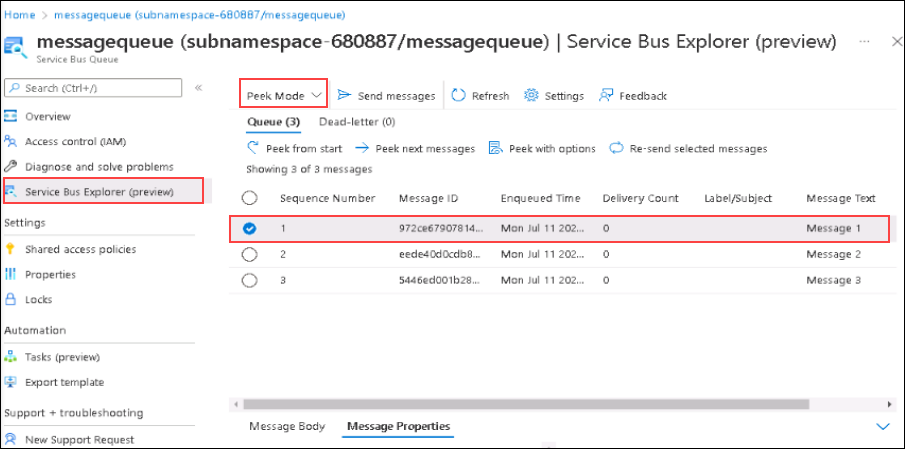 Home > messagequeue (subnamespace-680887/messagequeue)
messagequeue (subnamespace-680887/messagequeue) | Service Bus Explorer (preview) ... ×
Service Bus Queue
Search (Ctrl+/) «
Overview
Access control (IAM)
Diagnose and solve problems
Service Bus Explorer (preview)
Settings
Shared access policies
Properties
Locks
Automation
Tasks (preview)
Export template
Support + troubleshooting
New Support Request
Peek Mode Send messages Refresh Settings Feedback
Queue (3) Dead-letter (0)
Peek from start Peek next messages Peek with options Re-send selected messages
Showing 3 of 3 messages
Sequence Number Message ID Enqueued Time Delivery Count Label/Subject Message Text
1 972ce67907814... Mon Jul 11 202... 0 Message 1
2 eede40d0cdb8... Mon Jul 11 202... 0 Message 2
3 5446ed001b28... Mon Jul 11 202... 0 Message 3
Message Body Message Properties